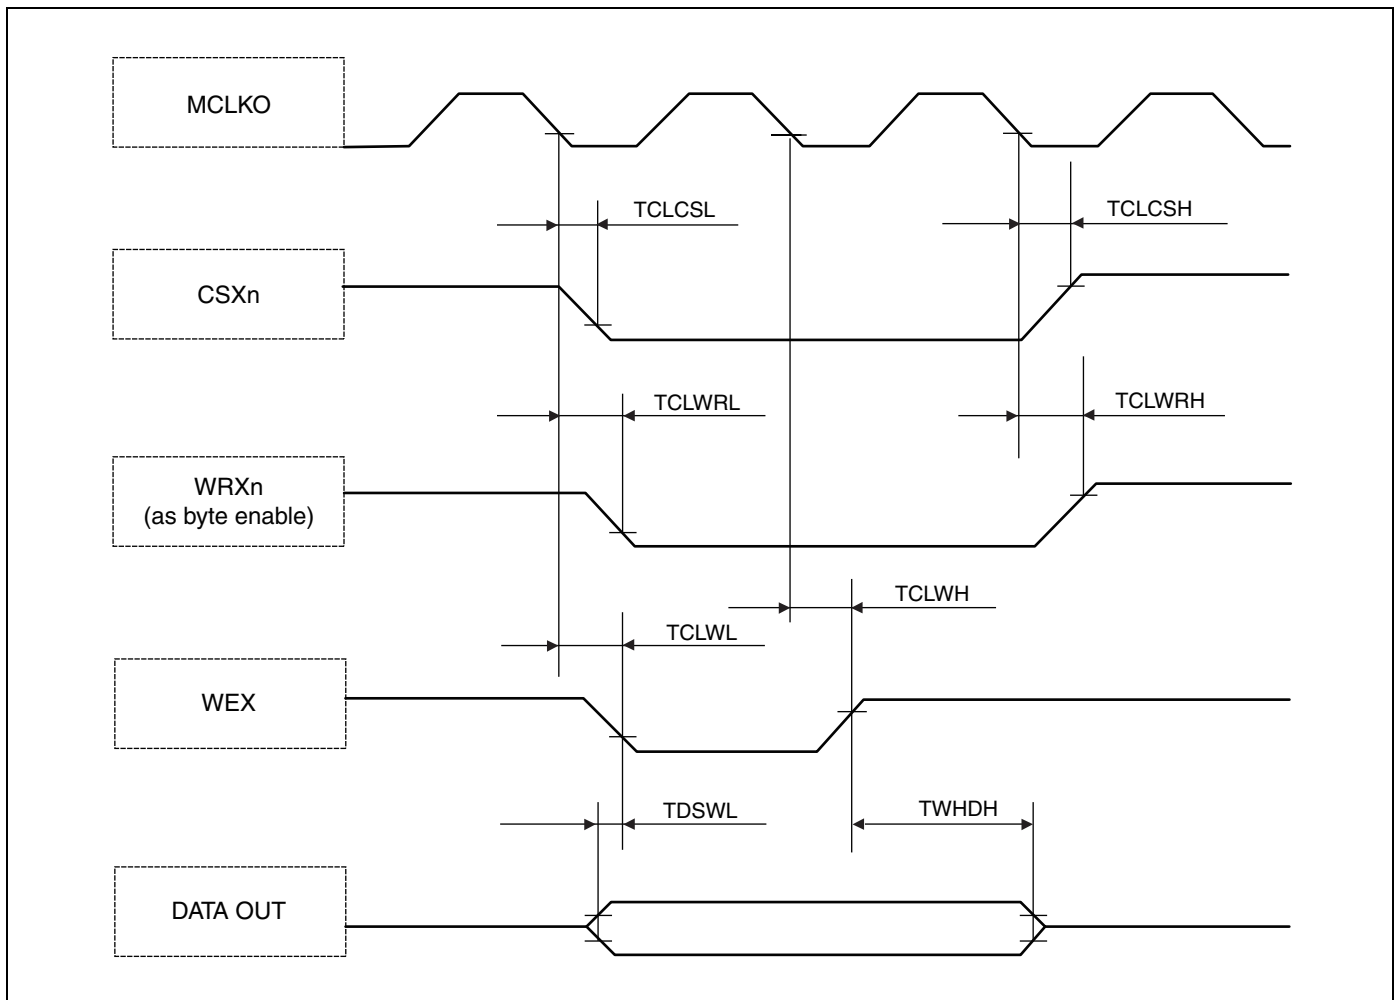 MCLKO
TCLCSL
TCLCSH
CSXn
TCLWRL
TCLWRH
WRXn
(as byte enable)
TCLWH
TCLWL
WEX
TDSWL
TWHDH
DATA OUT